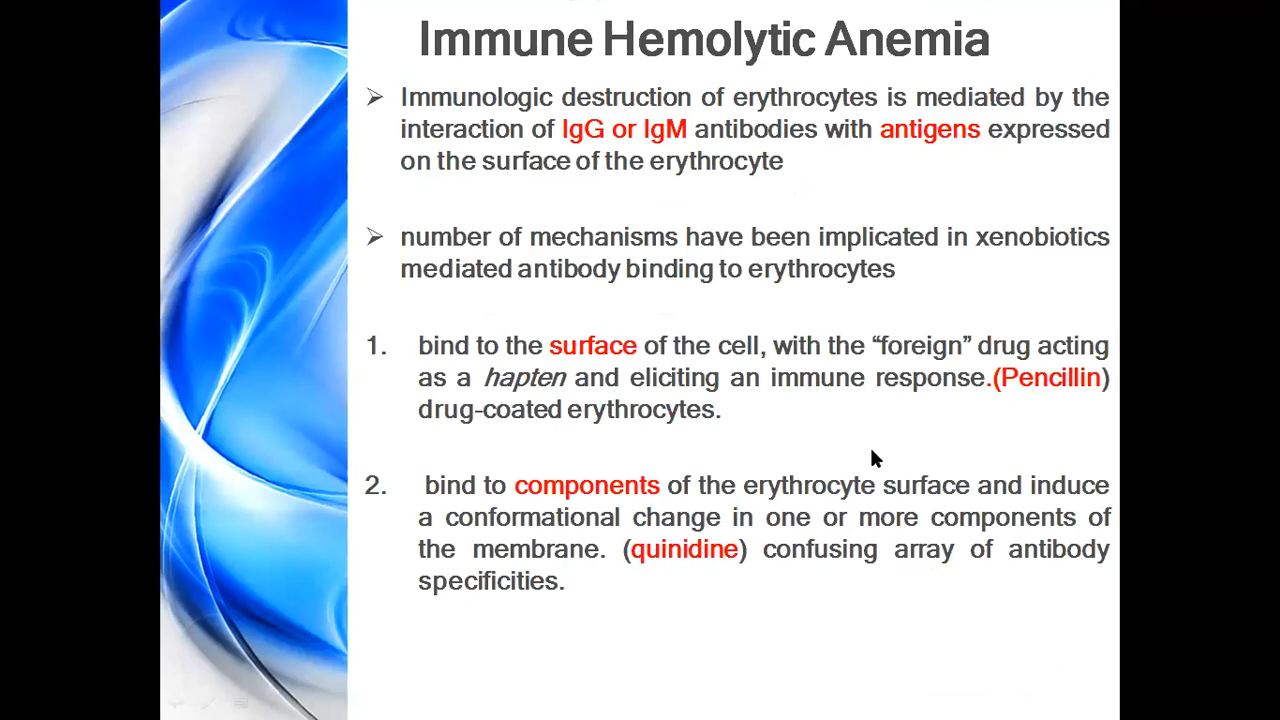 Immune Hemolytic Anemia
➢ Immunologic destruction of erythrocytes is mediated by the
interaction of IgG or IgM antibodies with antigens expressed
on the surface of the erythrocyte
➢ number of mechanisms have been implicated in xenobiotics
mediated antibody binding to erythrocytes
1. bind to the surface of the cell, with the “foreign” drug acting
as a hapten and eliciting an immune response.(Pencillin)
drug-coated erythrocytes.
2. bind to components of the erythrocyte surface and induce
a conformational change in one or more components of
the membrane. (quinidine) confusing array of antibody
specificities.